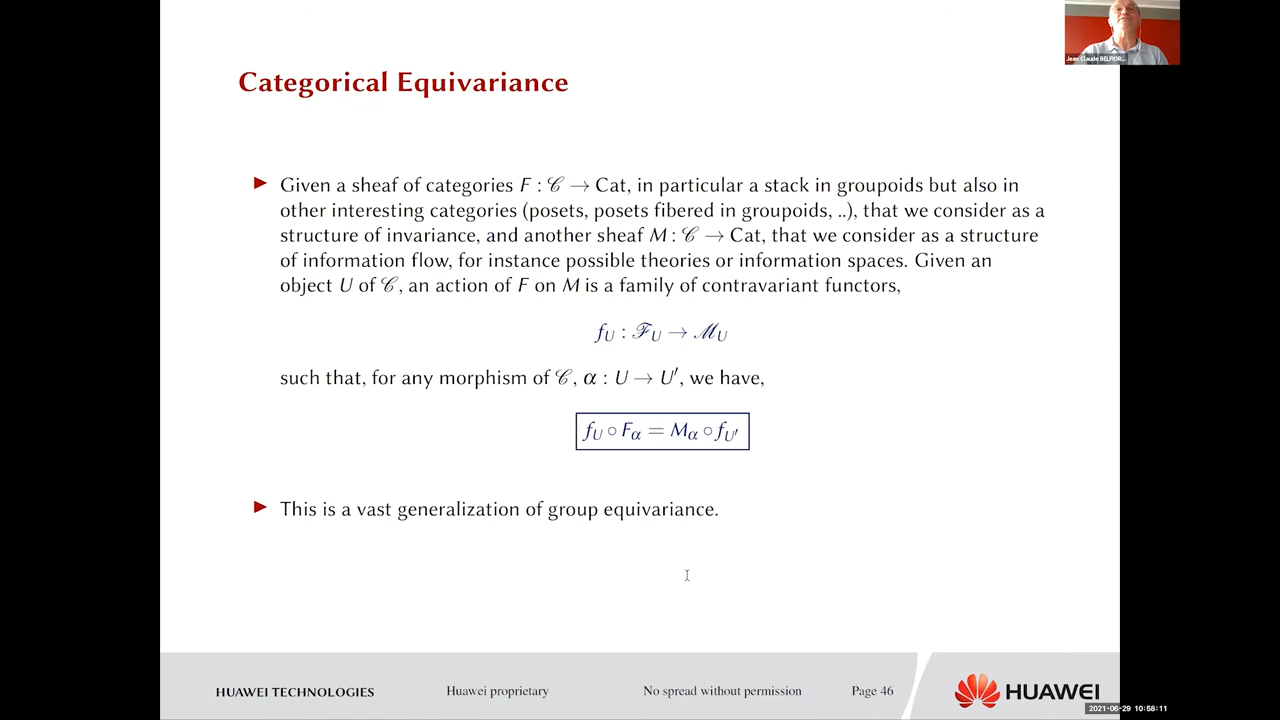 Jean Claude BELFIOR...
Categorical Equivariance
▶ Given a sheaf of categories F : 𝒞 → Cat, in particular a stack in groupoids but also in
other interesting categories (posets, posets fibered in groupoids, ..), that we consider as a
structure of invariance, and another sheaf M : 𝒞 → Cat, that we consider as a structure
of information flow, for instance possible theories or information spaces. Given an
object U of 𝒞, an action of F on M is a family of contravariant functors,
f_U : ℱ_U → ℳ_U
such that, for any morphism of 𝒞, α : U → U′, we have,
f_U ∘ F_α = M_α ∘ f_U′
▶ This is a vast generalization of group equivariance.
HUAWEI TECHNOLOGIES Huawei proprietary No spread without permission Page 46
HUAWEI
2021-06-29 10:58:11